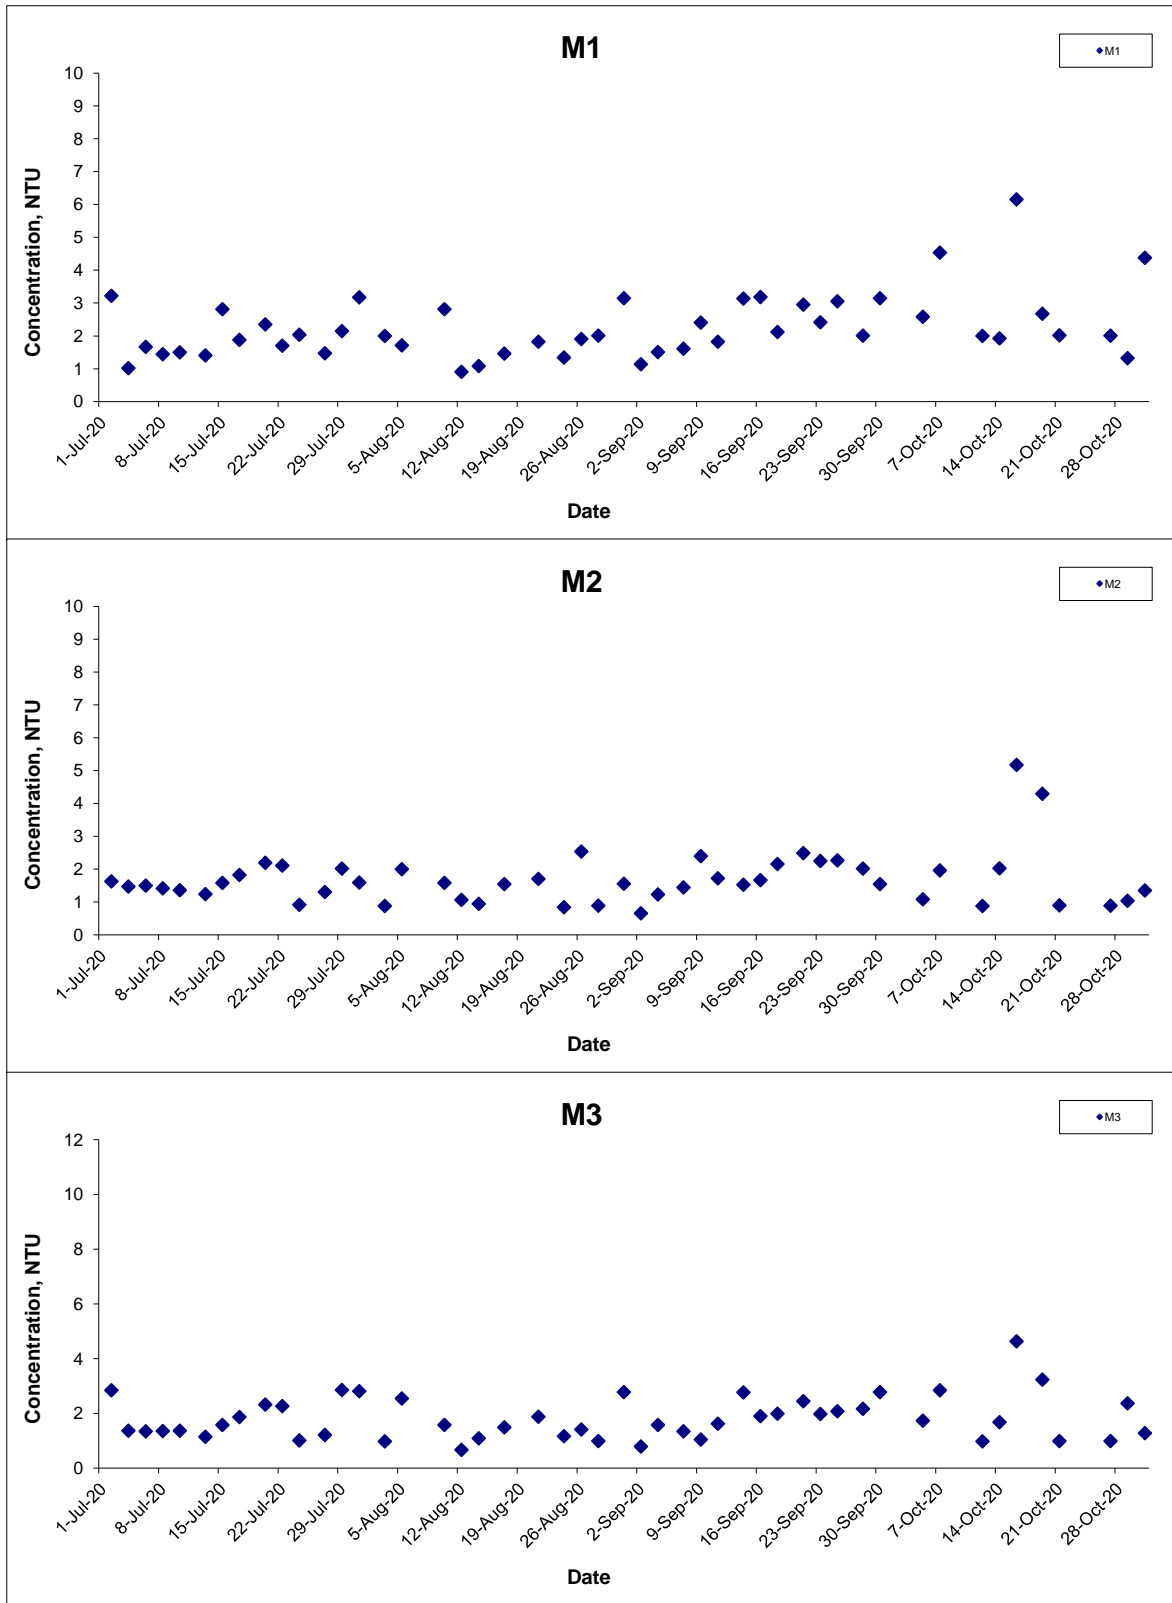 M1
M1
10
9
8
7
6
5
4
3
2
1
0
Concentration, NTU
1-Jul-20
8-Jul-20
15-Jul-20
22-Jul-20
29-Jul-20
5-Aug-20
12-Aug-20
19-Aug-20
26-Aug-20
2-Sep-20
9-Sep-20
16-Sep-20
23-Sep-20
30-Sep-20
7-Oct-20
14-Oct-20
21-Oct-20
28-Oct-20
Date
M2
M2
10
9
8
7
6
5
4
3
2
1
0
Concentration, NTU
1-Jul-20
8-Jul-20
15-Jul-20
22-Jul-20
29-Jul-20
5-Aug-20
12-Aug-20
19-Aug-20
26-Aug-20
2-Sep-20
9-Sep-20
16-Sep-20
23-Sep-20
30-Sep-20
7-Oct-20
14-Oct-20
21-Oct-20
28-Oct-20
Date
M3
M3
12
10
8
6
4
2
0
Concentration, NTU
1-Jul-20
8-Jul-20
15-Jul-20
22-Jul-20
29-Jul-20
5-Aug-20
12-Aug-20
19-Aug-20
26-Aug-20
2-Sep-20
9-Sep-20
16-Sep-20
23-Sep-20
30-Sep-20
7-Oct-20
14-Oct-20
21-Oct-20
28-Oct-20
Date